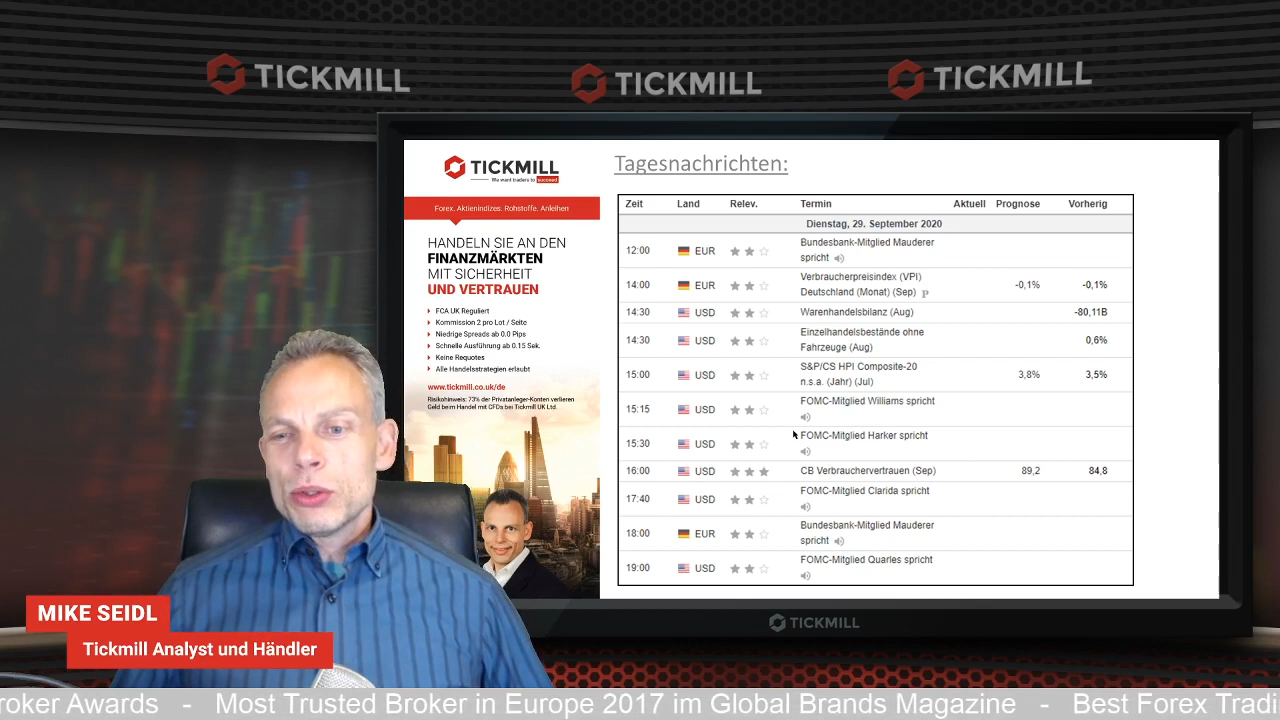 TICKMILL
TICKMILL
TICKMILL
TICKMILL
We want traders to succeed
Forex. Aktienindizes. Rohstoffe. Anleihen
HANDELN SIE AN DEN
FINANZMÄRKTEN
MIT SICHERHEIT
UND VERTRAUEN
FCA UK Reguliert
Kommission 2 pro Lot / Seite
Niedrige Spreads ab 0.0 Pips
Schnelle Ausführung ab 0.15 Sek.
Keine Requotes
Alle Handelsstrategien erlaubt
www.tickmill.co.uk/de
Risikohinweis: 73% der Privatanleger-Konten verlieren
Geld beim Handel mit CFDs bei Tickmill UK Ltd.
Tagesnachrichten:
Zeit Land Relev. Termin Aktuell Prognose Vorherig
Dienstag, 29. September 2020
12:00 EUR Bundesbank-Mitglied Mauderer
spricht
14:00 EUR Verbraucherpreisindex (VPI)
Deutschland (Monat) (Sep) P -0,1% -0,1%
14:30 USD Warenhandelsbilanz (Aug) -80,11B
14:30 USD Einzelhandelsbestände ohne
Fahrzeuge (Aug) 0,6%
15:00 USD S&P/CS HPI Composite-20
n.s.a. (Jahr) (Jul) 3,8% 3,5%
15:15 USD FOMC-Mitglied Williams spricht
15:30 USD FOMC-Mitglied Harker spricht
16:00 USD CB Verbrauchervertrauen (Sep) 89,2 84,8
17:40 USD FOMC-Mitglied Clarida spricht
18:00 EUR Bundesbank-Mitglied Mauderer
spricht
19:00 USD FOMC-Mitglied Quarles spricht
TICKMILL
MIKE SEIDL
Tickmill Analyst und Händler
roker Awards - Most Trusted Broker in Europe 2017 im Global Brands Magazine - Best Forex Tradi